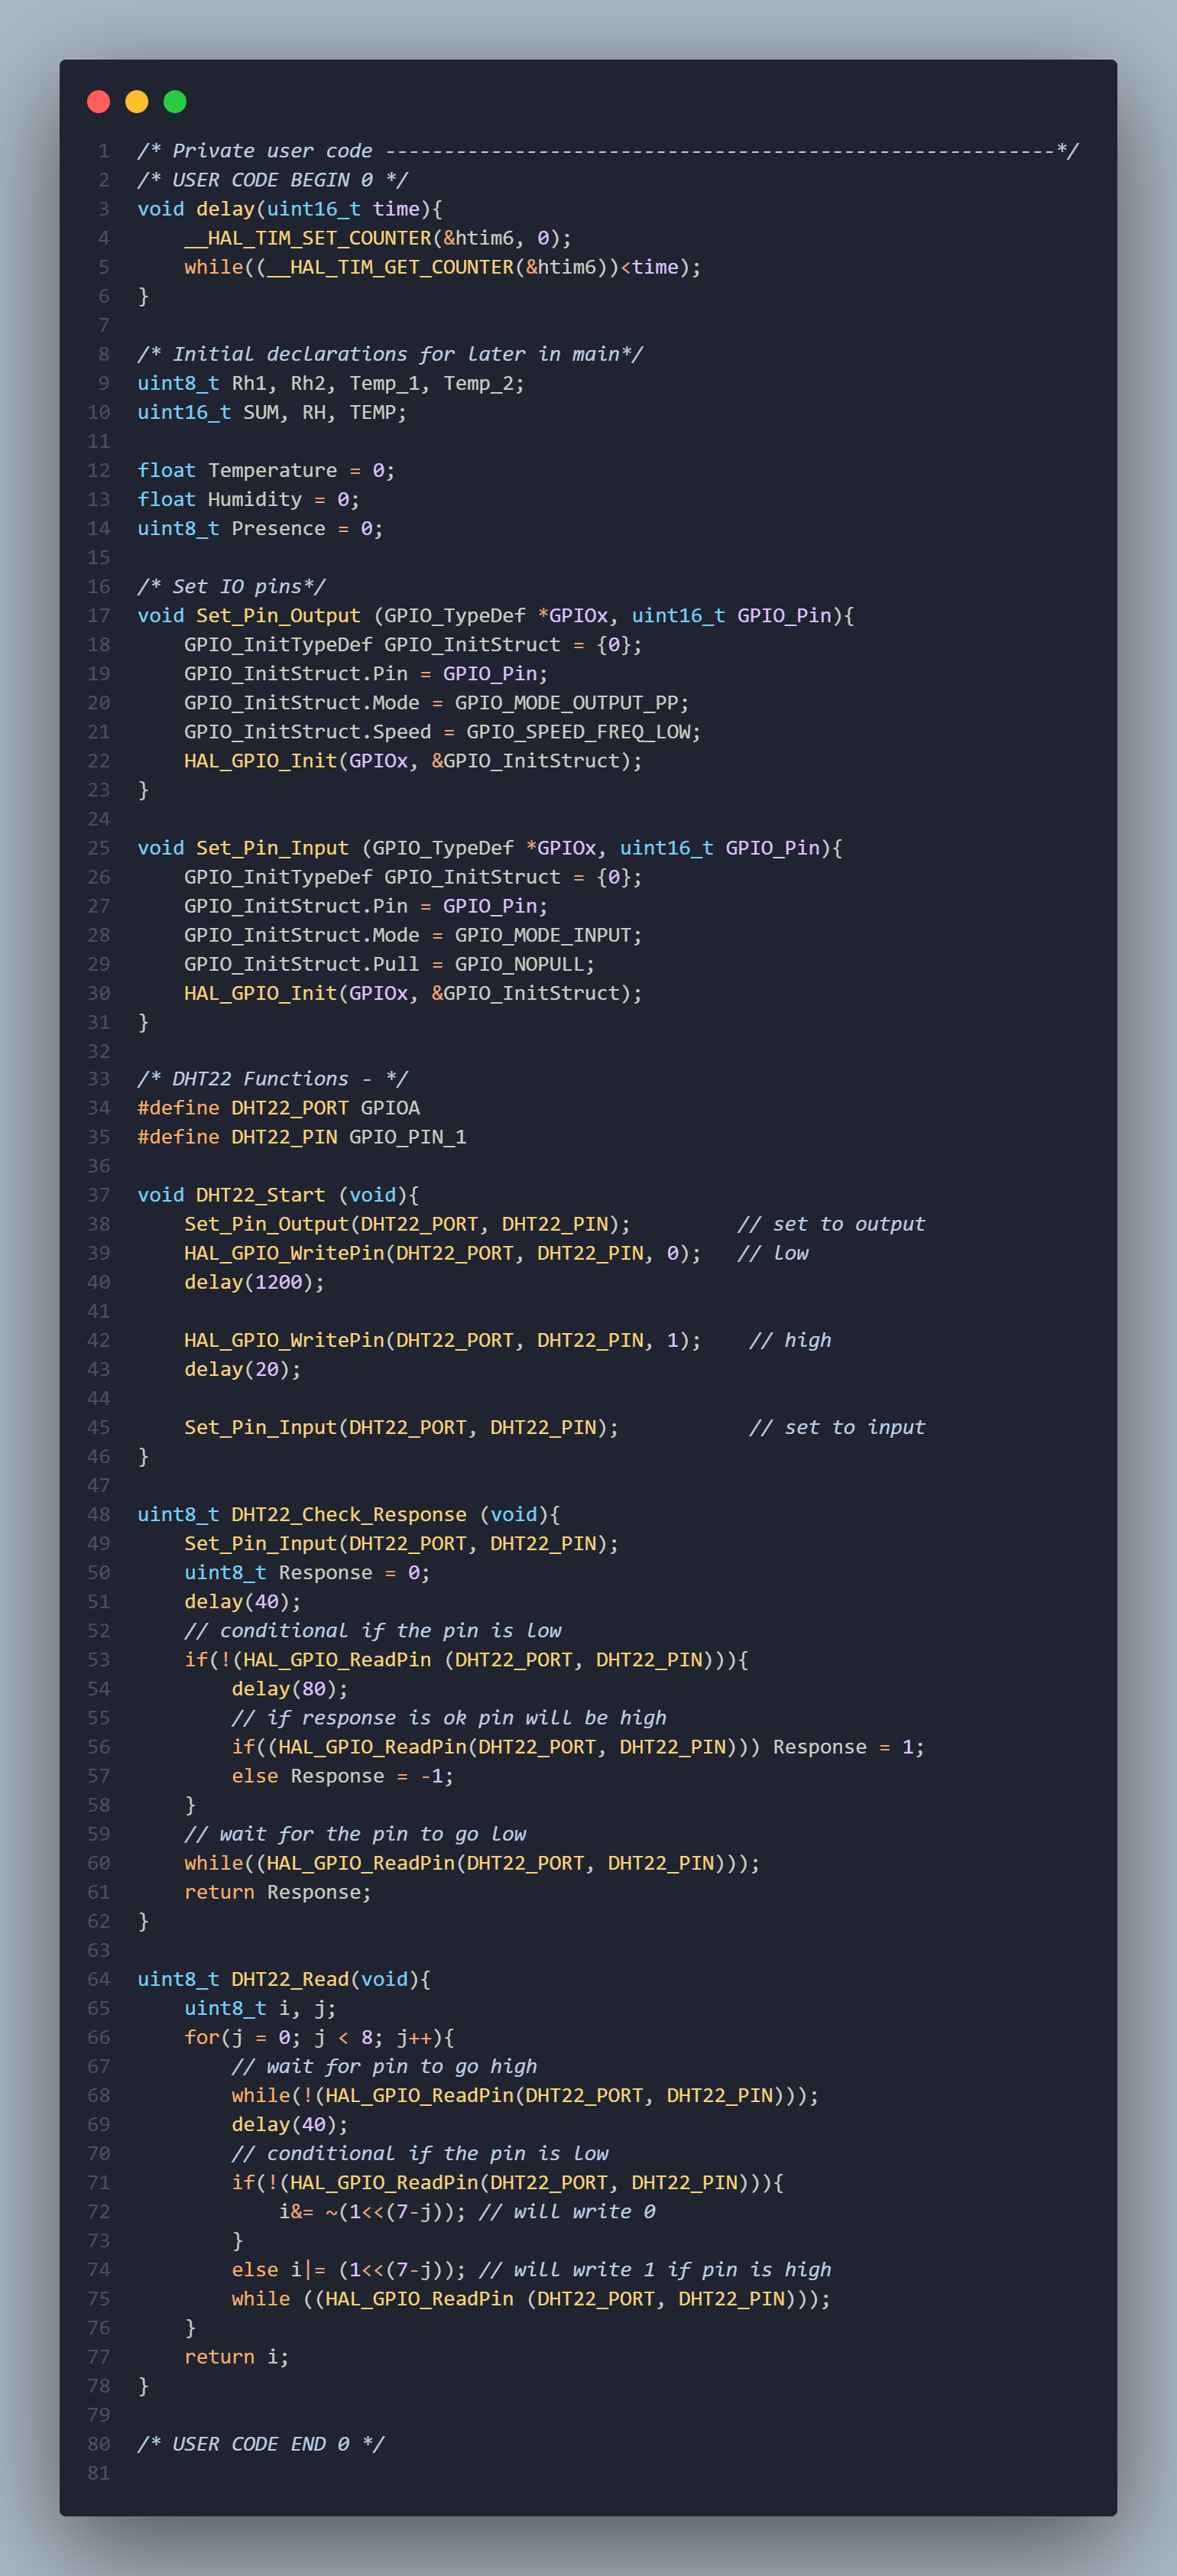 1 /* Private user code ---------------------------------------------------------*/
2 /* USER CODE BEGIN 0 */
3 void delay(uint16_t time){
4     __HAL_TIM_SET_COUNTER(&htim6, 0);
5     while((__HAL_TIM_GET_COUNTER(&htim6))<time);
6 }
7
8 /* Initial declarations for later in main*/
9 uint8_t Rh1, Rh2, Temp_1, Temp_2;
10 uint16_t SUM, RH, TEMP;
11
12 float Temperature = 0;
13 float Humidity = 0;
14 uint8_t Presence = 0;
15
16 /* Set IO pins*/
17 void Set_Pin_Output (GPIO_TypeDef *GPIOx, uint16_t GPIO_Pin){
18     GPIO_InitTypeDef GPIO_InitStruct = {0};
19     GPIO_InitStruct.Pin = GPIO_Pin;
20     GPIO_InitStruct.Mode = GPIO_MODE_OUTPUT_PP;
21     GPIO_InitStruct.Speed = GPIO_SPEED_FREQ_LOW;
22     HAL_GPIO_Init(GPIOx, &GPIO_InitStruct);
23 }
24
25 void Set_Pin_Input (GPIO_TypeDef *GPIOx, uint16_t GPIO_Pin){
26     GPIO_InitTypeDef GPIO_InitStruct = {0};
27     GPIO_InitStruct.Pin = GPIO_Pin;
28     GPIO_InitStruct.Mode = GPIO_MODE_INPUT;
29     GPIO_InitStruct.Pull = GPIO_NOPULL;
30     HAL_GPIO_Init(GPIOx, &GPIO_InitStruct);
31 }
32
33 /* DHT22 Functions - */
34 #define DHT22_PORT GPIOA
35 #define DHT22_PIN GPIO_PIN_1
36
37 void DHT22_Start (void){
38     Set_Pin_Output(DHT22_PORT, DHT22_PIN);         // set to output
39     HAL_GPIO_WritePin(DHT22_PORT, DHT22_PIN, 0);   // low
40     delay(1200);
41
42     HAL_GPIO_WritePin(DHT22_PORT, DHT22_PIN, 1);    // high
43     delay(20);
44
45     Set_Pin_Input(DHT22_PORT, DHT22_PIN);           // set to input
46 }
47
48 uint8_t DHT22_Check_Response (void){
49     Set_Pin_Input(DHT22_PORT, DHT22_PIN);
50     uint8_t Response = 0;
51     delay(40);
52     // conditional if the pin is low
53     if(!(HAL_GPIO_ReadPin (DHT22_PORT, DHT22_PIN))){
54         delay(80);
55         // if response is ok pin will be high
56         if((HAL_GPIO_ReadPin(DHT22_PORT, DHT22_PIN))) Response = 1;
57         else Response = -1;
58     }
59     // wait for the pin to go low
60     while((HAL_GPIO_ReadPin(DHT22_PORT, DHT22_PIN)));
61     return Response;
62 }
63
64 uint8_t DHT22_Read(void){
65     uint8_t i, j;
66     for(j = 0; j < 8; j++){
67         // wait for pin to go high
68         while(!(HAL_GPIO_ReadPin(DHT22_PORT, DHT22_PIN)));
69         delay(40);
70         // conditional if the pin is low
71         if(!(HAL_GPIO_ReadPin(DHT22_PORT, DHT22_PIN))){
72             i&= ~(1<<(7-j)); // will write 0
73         }
74         else i|= (1<<(7-j)); // will write 1 if pin is high
75         while ((HAL_GPIO_ReadPin (DHT22_PORT, DHT22_PIN)));
76     }
77     return i;
78 }
79
80 /* USER CODE END 0 */
81